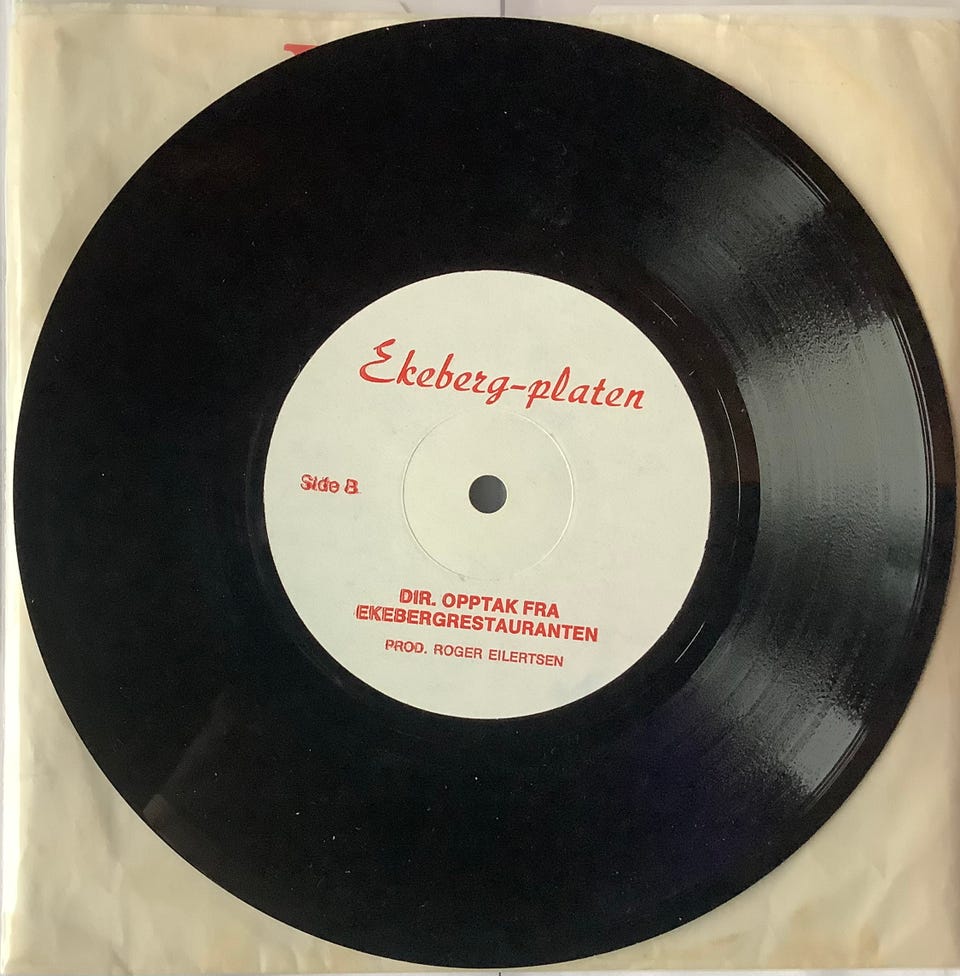 Ekeberg-platen
Side B
DIR. OPPTAK FRA
EKEBERGRESTAURANTEN
PROD. ROGER EILERTSEN